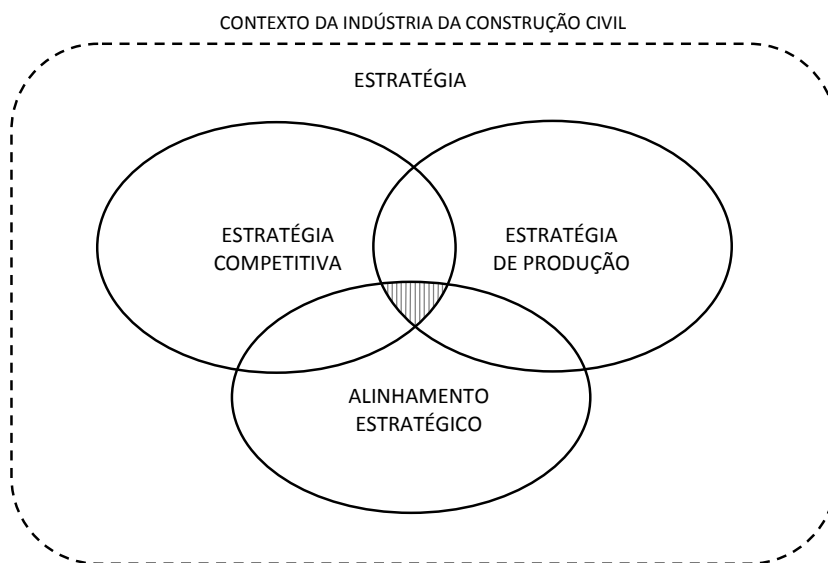 CONTEXTO DA INDÚSTRIA DA CONSTRUÇÃO CIVIL
ESTRATÉGIA
ESTRATÉGIA
COMPETITIVA
ESTRATÉGIA
DE PRODUÇÃO
ALINHAMENTO
ESTRATÉGICO